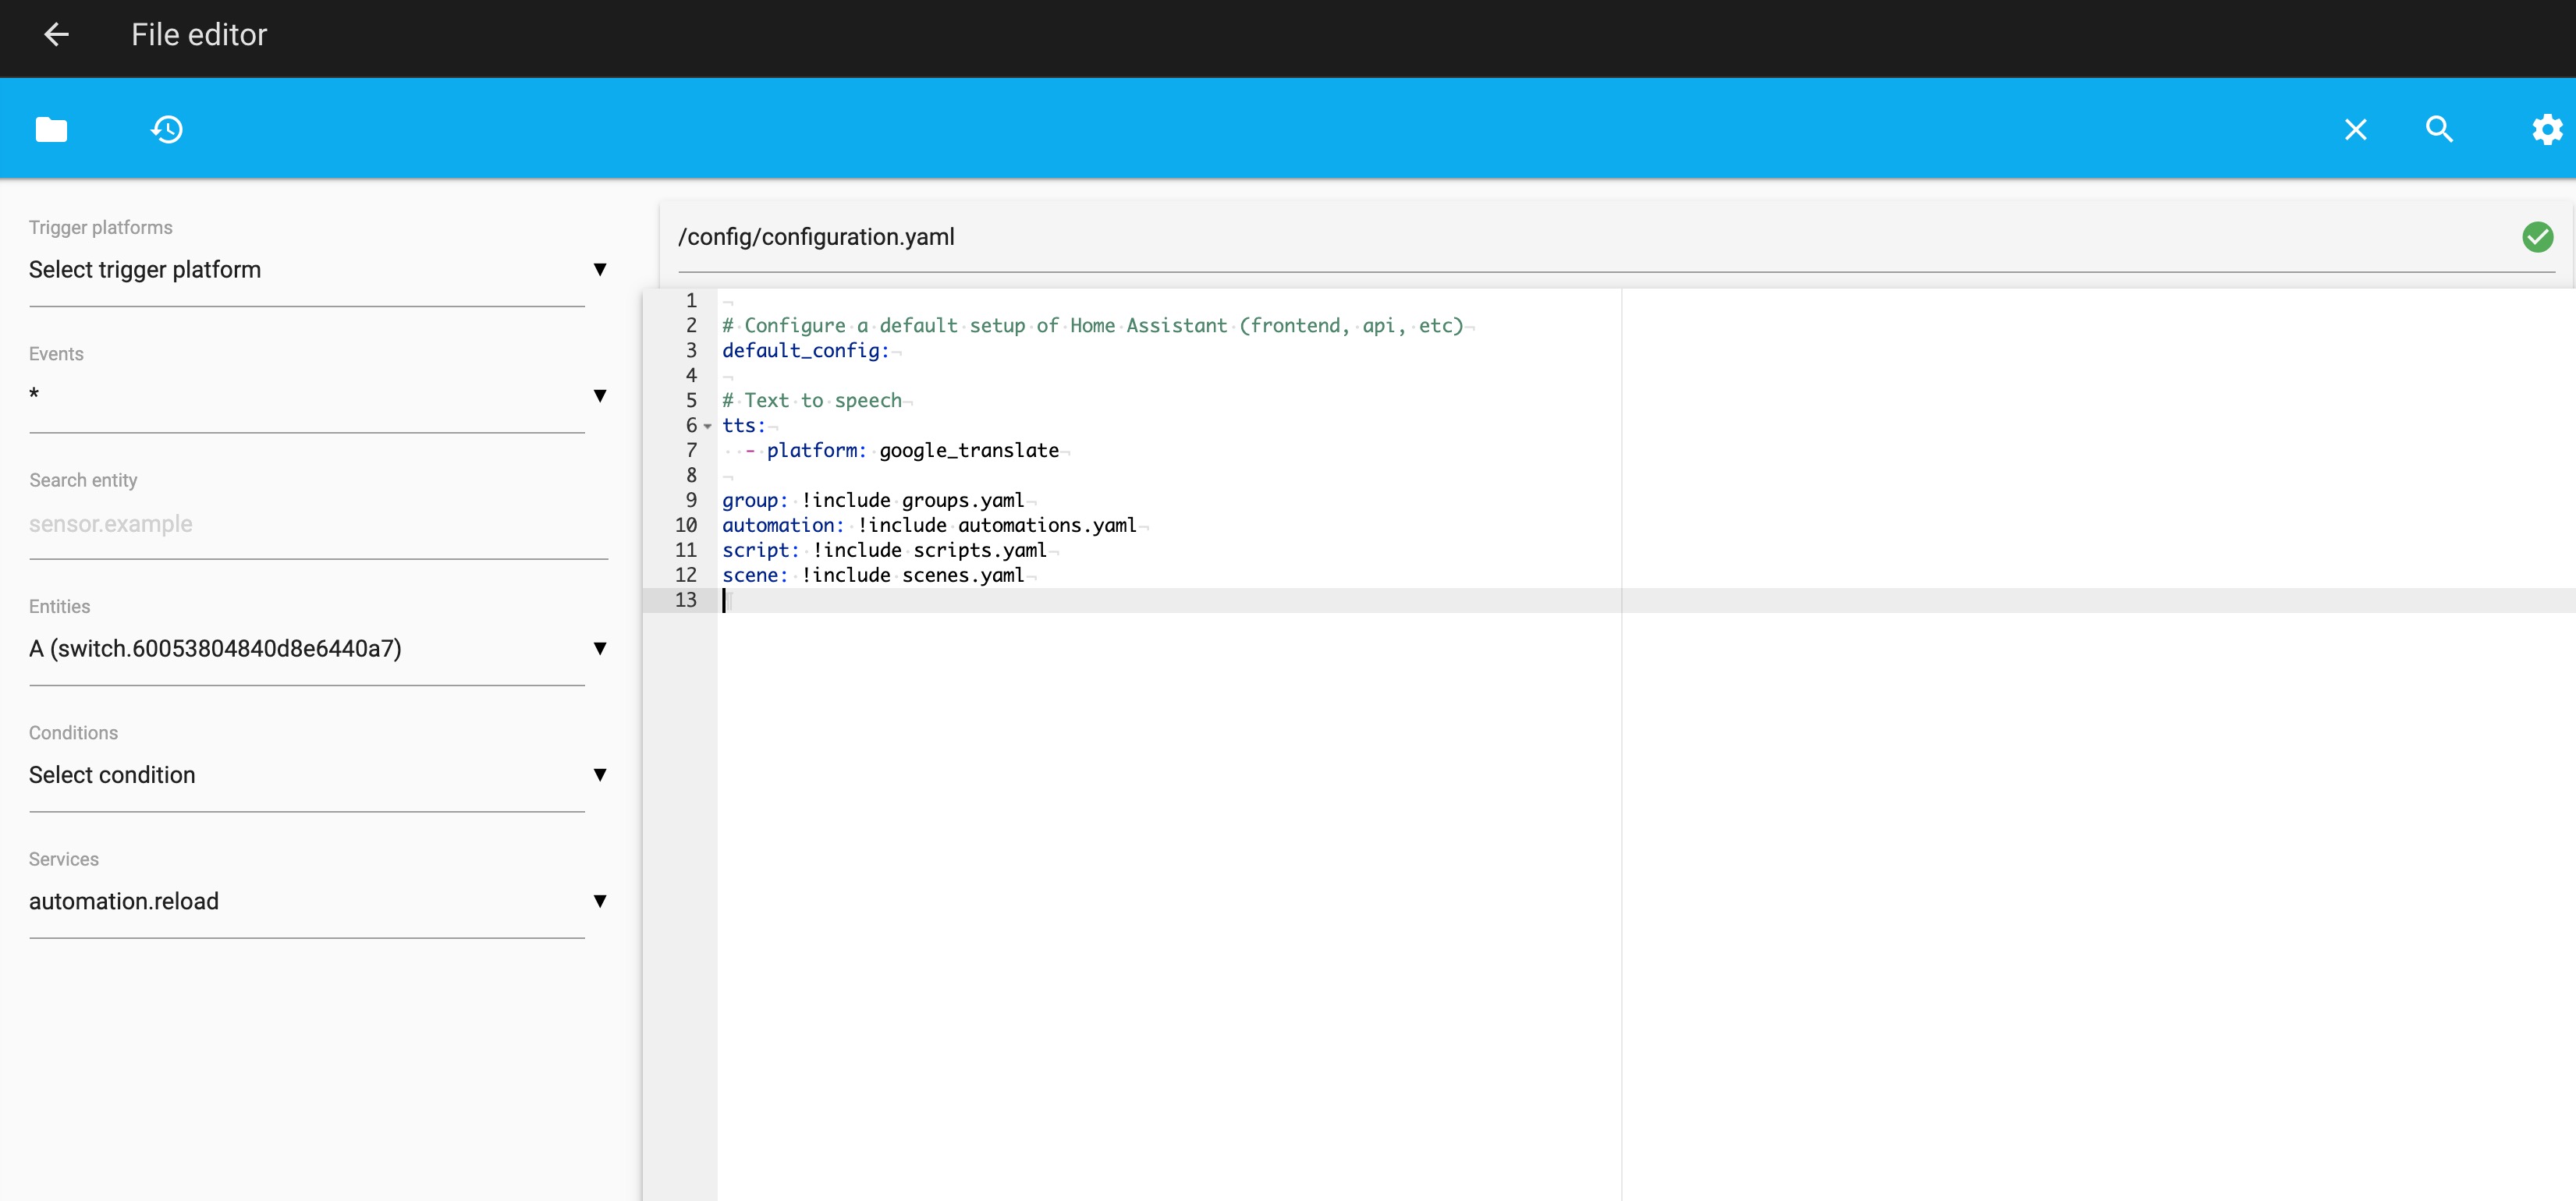 File editor
Trigger platforms
Select trigger platform
Events
*
Search entity
sensor.example
Entities
A (switch.60053804840d8e6440a7)
Conditions
Select condition
Services
automation.reload
/config/configuration.yaml
1
2 # Configure a default setup of Home Assistant (frontend, api, etc)
3 default_config:
4
5 # Text to speech
6 tts:
7   - platform: google_translate
8
9 group: !include groups.yaml
10 automation: !include automations.yaml
11 script: !include scripts.yaml
12 scene: !include scenes.yaml
13